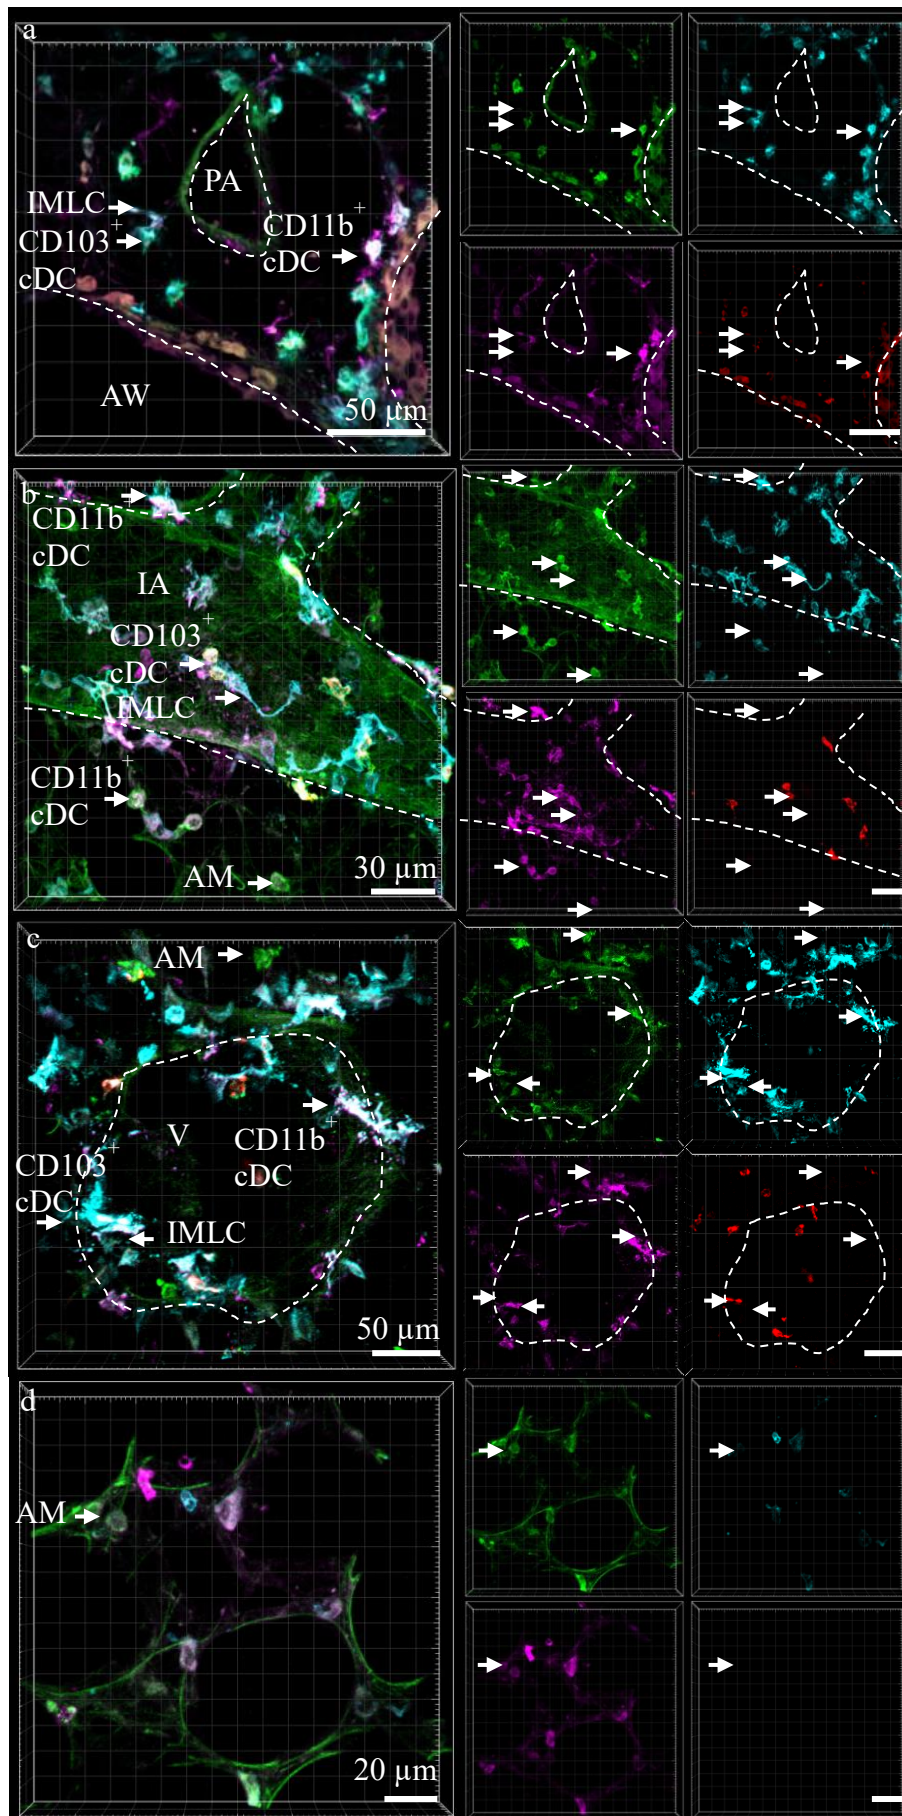 a
PA
IMLC
CD103+
cDC
CD11b+
cDC
AW
50 µm
b
CD11b+
cDC
IA
CD103+
cDC
IMLC
CD11b+
cDC
AM
30 µm
c
AM
V
CD11b+
cDC
CD103+
cDC
IMLC
50 µm
d
AM
20 µm